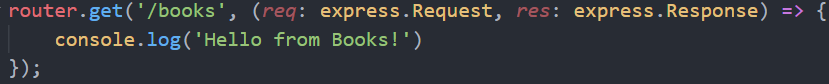 router.get('/books', (req: express.Request, res: express.Response) => {
    console.log('Hello from Books!')
});